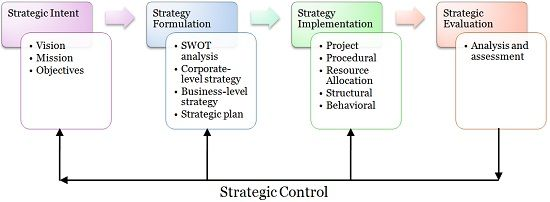 Strategic Intent
• Vision
• Mission
• Objectives
Strategy
Formulation
• SWOT
analysis
• Corporate-
level strategy
• Business-level
strategy
• Strategic plan
Strategy
Implementation
• Project
• Procedural
• Resource
Allocation
• Structural
• Behavioral
Strategic
Evaluation
• Analysis and
assessment
Strategic Control